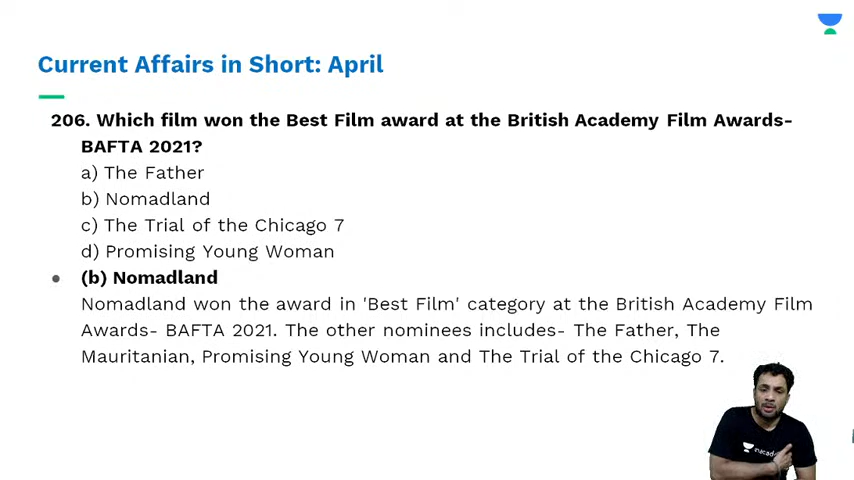 Current Affairs in Short: April
206. Which film won the Best Film award at the British Academy Film Awards-
BAFTA 2021?
a) The Father
b) Nomadland
c) The Trial of the Chicago 7
d) Promising Young Woman
● (b) Nomadland
Nomadland won the award in 'Best Film' category at the British Academy Film
Awards- BAFTA 2021. The other nominees includes- The Father, The
Mauritanian, Promising Young Woman and The Trial of the Chicago 7.